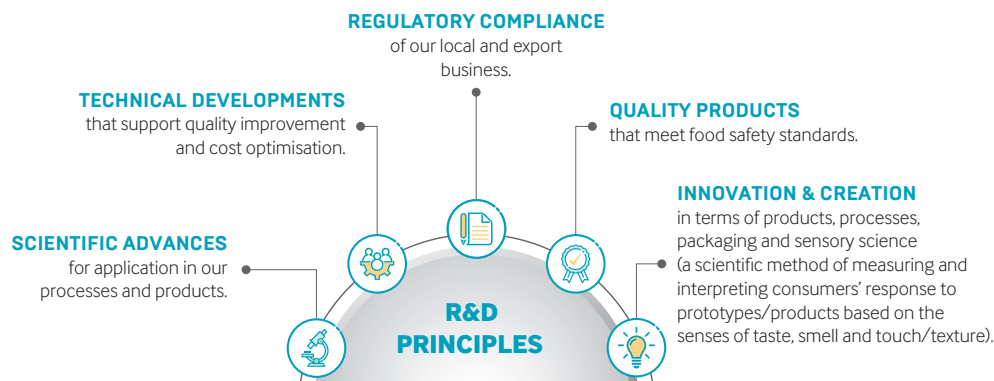 REGULATORY COMPLIANCE
of our local and export
business.
TECHNICAL DEVELOPMENTS
that support quality improvement
and cost optimisation.
QUALITY PRODUCTS
that meet food safety standards.
SCIENTIFIC ADVANCES
for application in our
processes and products.
INNOVATION & CREATION
in terms of products, processes,
packaging and sensory science
(a scientific method of measuring and
interpreting consumers’ response to
prototypes/products based on the
senses of taste, smell and touch/texture).
R&D
PRINCIPLES